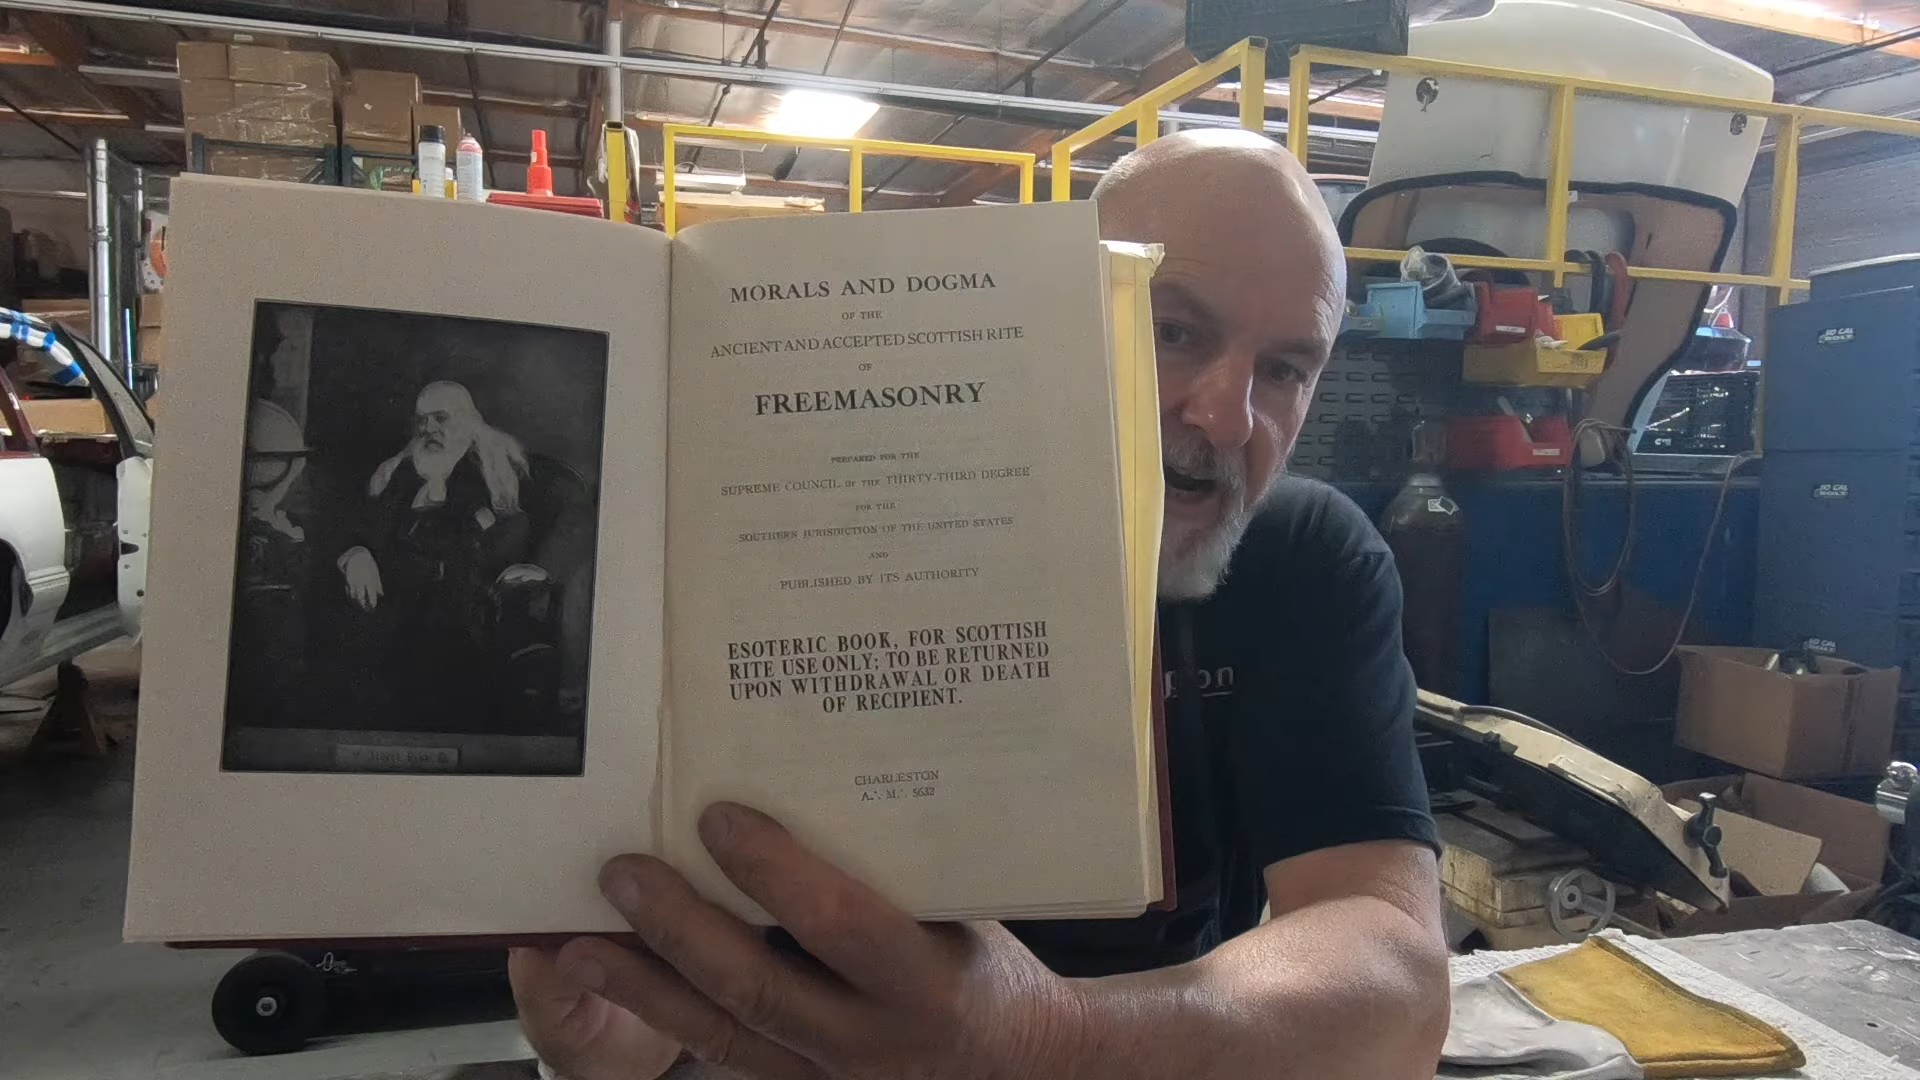 MORALS AND DOGMA
OF THE
ANCIENT AND ACCEPTED SCOTTISH RITE
OF
FREEMASONRY
PREPARED FOR THE
SUPREME COUNCIL OF THE THIRTY-THIRD DEGREE
FOR THE
SOUTHERN JURISDICTION OF THE UNITED STATES
AND
PUBLISHED BY ITS AUTHORITY
ESOTERIC BOOK, FOR SCOTTISH
RITE USE ONLY; TO BE RETURNED
UPON WITHDRAWAL OR DEATH
OF RECIPIENT.
CHARLESTON
A∴ M∴ 5632